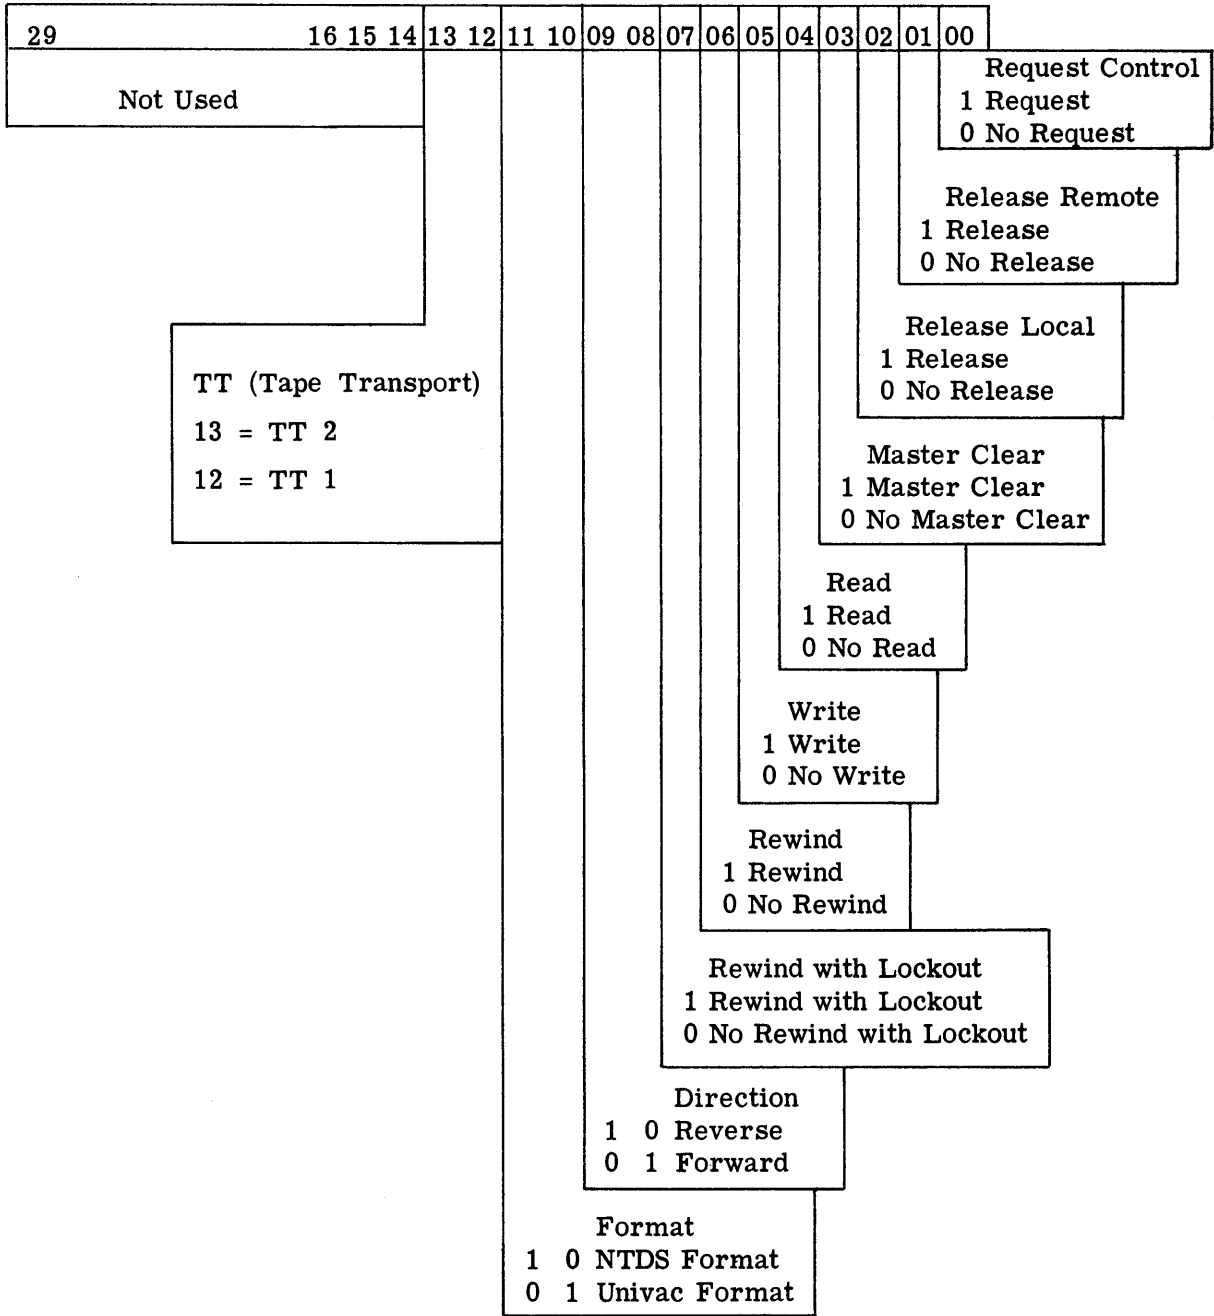 29 16 15 14 13 12 11 10 09 08 07 06 05 04 03 02 01 00
Not Used
Request Control
1 Request
0 No Request
Release Remote
1 Release
0 No Release
Release Local
1 Release
0 No Release
TT (Tape Transport)
13 = TT 2
12 = TT 1
Master Clear
1 Master Clear
0 No Master Clear
Read
1 Read
0 No Read
Write
1 Write
0 No Write
Rewind
1 Rewind
0 No Rewind
Rewind with Lockout
1 Rewind with Lockout
0 No Rewind with Lockout
Direction
1 0 Reverse
0 1 Forward
Format
1 0 NTDS Format
0 1 Univac Format